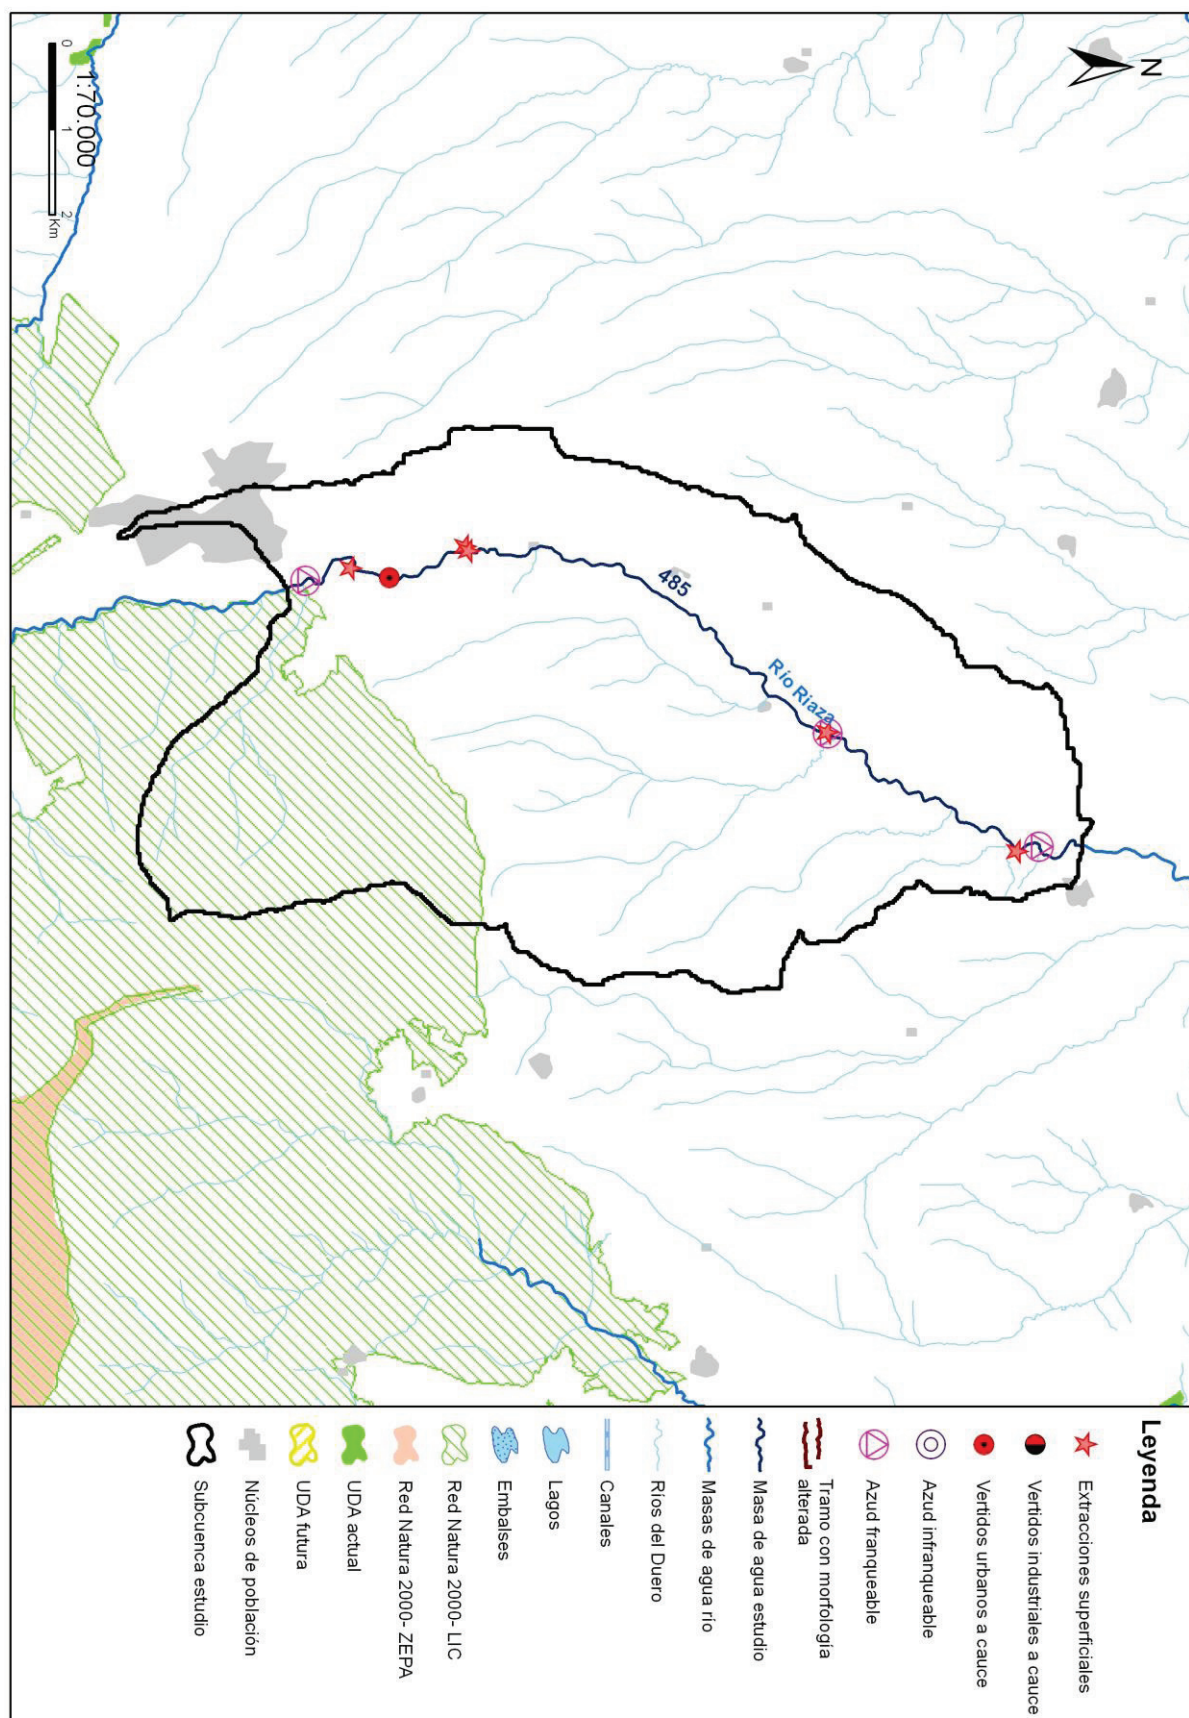 N
0
1
2
Km
1:70.000
485
Río Riaza
Leyenda
Extracciones superficiales
Vertidos industriales a cauce
Vertidos urbanos a cauce
Azud infranqueable
Azud franqueable
Tramo con morfología
alterada
Masa de agua estudio
Masas de agua río
Ríos del Duero
Canales
Lagos
Embalses
Red Natura 2000- LIC
Red Natura 2000- ZEPA
UDA actual
UDA futura
Núcleos de población
Subcuenca estudio